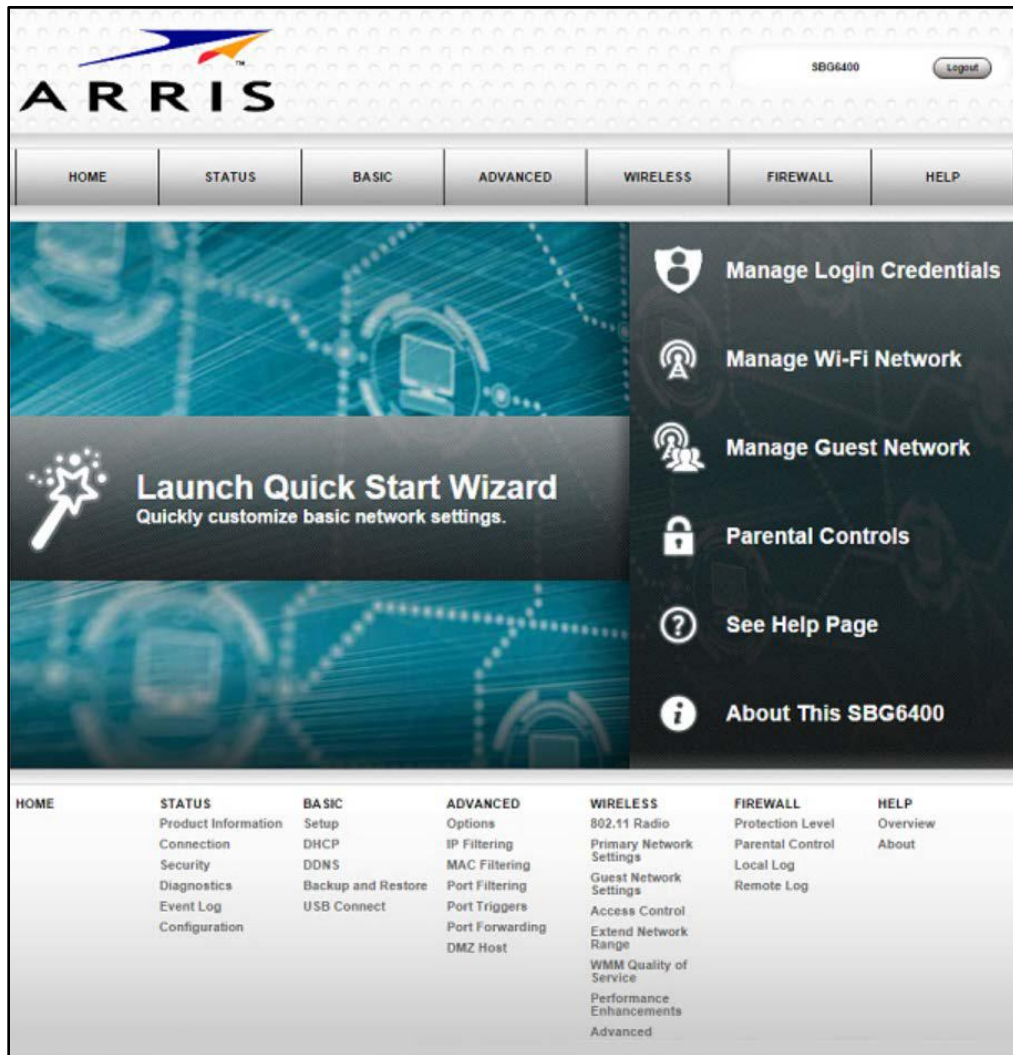 ARRIS
™
SBG6400
Logout
HOME STATUS BASIC ADVANCED WIRELESS FIREWALL HELP
Manage Login Credentials
Manage Wi-Fi Network
Manage Guest Network
Launch Quick Start Wizard
Quickly customize basic network settings.
Parental Controls
See Help Page
About This SBG6400
HOME
STATUS
Product Information
Connection
Security
Diagnostics
Event Log
Configuration
BASIC
Setup
DHCP
DDNS
Backup and Restore
USB Connect
ADVANCED
Options
IP Filtering
MAC Filtering
Port Filtering
Port Triggers
Port Forwarding
DMZ Host
WIRELESS
802.11 Radio
Primary Network
Settings
Guest Network
Settings
Access Control
Extend Network
Range
WMM Quality of
Service
Performance
Enhancements
Advanced
FIREWALL
Protection Level
Parental Control
Local Log
Remote Log
HELP
Overview
About